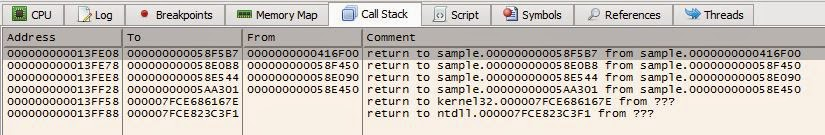 CPU Log Breakpoints Memory Map Call Stack Script Symbols References Threads
Address To From Comment
000000000013FE08 000000000058F5B7 0000000000416F00 return to sample.000000000058F5B7 from sample.0000000000416F00
000000000013FE78 000000000058E0B8 000000000058F450 return to sample.000000000058E0B8 from sample.000000000058F450
000000000013FEA8 000000000058E544 000000000058E090 return to sample.000000000058E544 from sample.000000000058E090
000000000013FF28 00000000005AA301 000000000058E450 return to sample.00000000005AA301 from sample.000000000058E450
000000000013FF58 000007FCE686167E return to kernel32.000007FCE686167E from ???
000000000013FF88 000007FCE823C3F1 return to ntdll.000007FCE823C3F1 from ???